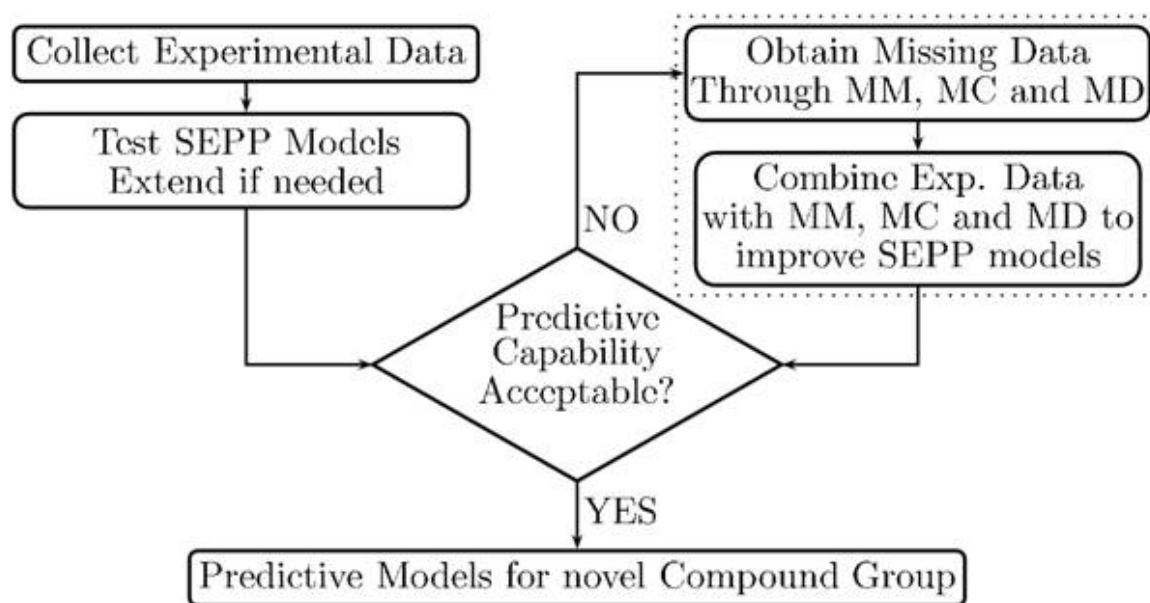 Collect Experimental Data
Test SEPP Models
Extend if needed
Obtain Missing Data
Through MM, MC and MD
Combine Exp. Data
with MM, MC and MD to
improve SEPP models
NO
Predictive
Capability
Acceptable?
YES
Predictive Models for novel Compound Group